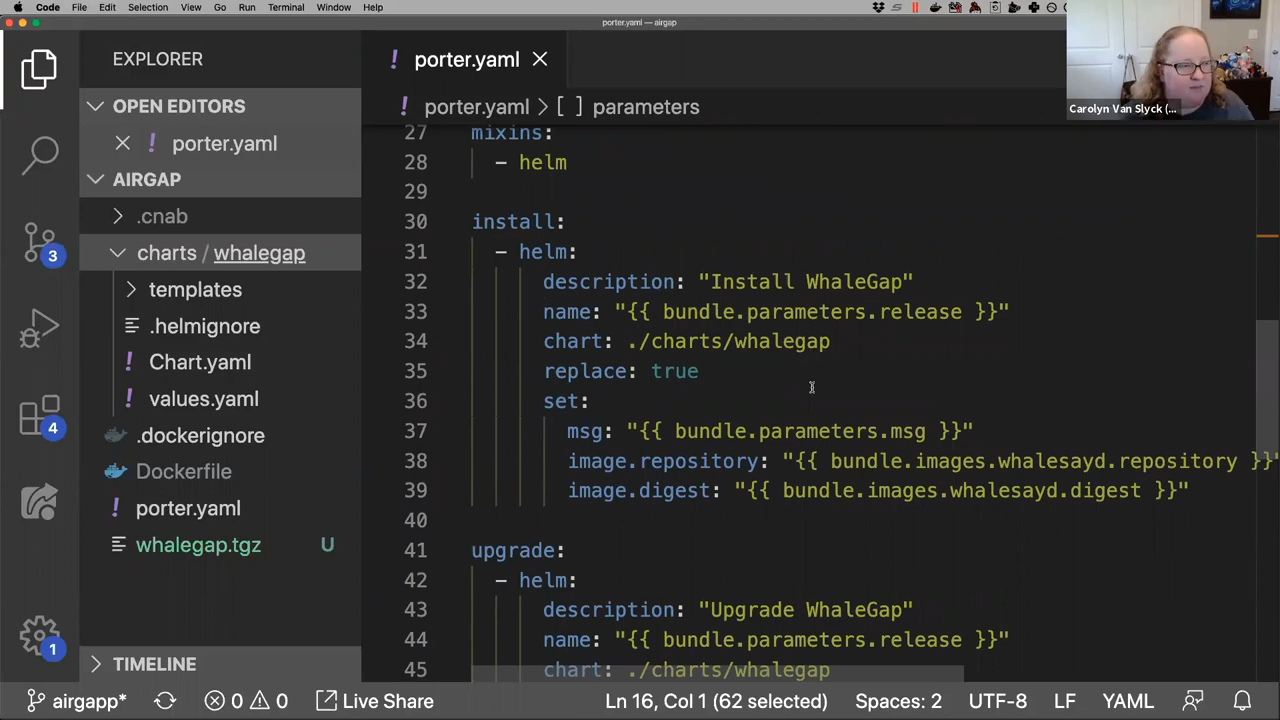 Code File Edit Selection View Go Run Terminal Window Help
porter.yaml — airgap
EXPLORER
OPEN EDITORS
! porter.yaml
AIRGAP
.cnab
charts / whalegap
templates
.helmignore
! Chart.yaml
! values.yaml
.dockerignore
Dockerfile
! porter.yaml
whalegap.tgz U
TIMELINE
3
4
1
! porter.yaml
! porter.yaml > [ ] parameters
Carolyn Van Slyck (...
27 mixins:
28 - helm
29
30 install:
31 - helm:
32 description: "Install WhaleGap"
33 name: "{{ bundle.parameters.release }}"
34 chart: ./charts/whalegap
35 replace: true
36 set:
37 msg: "{{ bundle.parameters.msg }}"
38 image.repository: "{{ bundle.images.whalesayd.repository }}"
39 image.digest: "{{ bundle.images.whalesayd.digest }}"
40
41 upgrade:
42 - helm:
43 description: "Upgrade WhaleGap"
44 name: "{{ bundle.parameters.release }}"
45 chart: ./charts/whalegap
airgapp* 0 0 Live Share Ln 16, Col 1 (62 selected) Spaces: 2 UTF-8 LF YAML